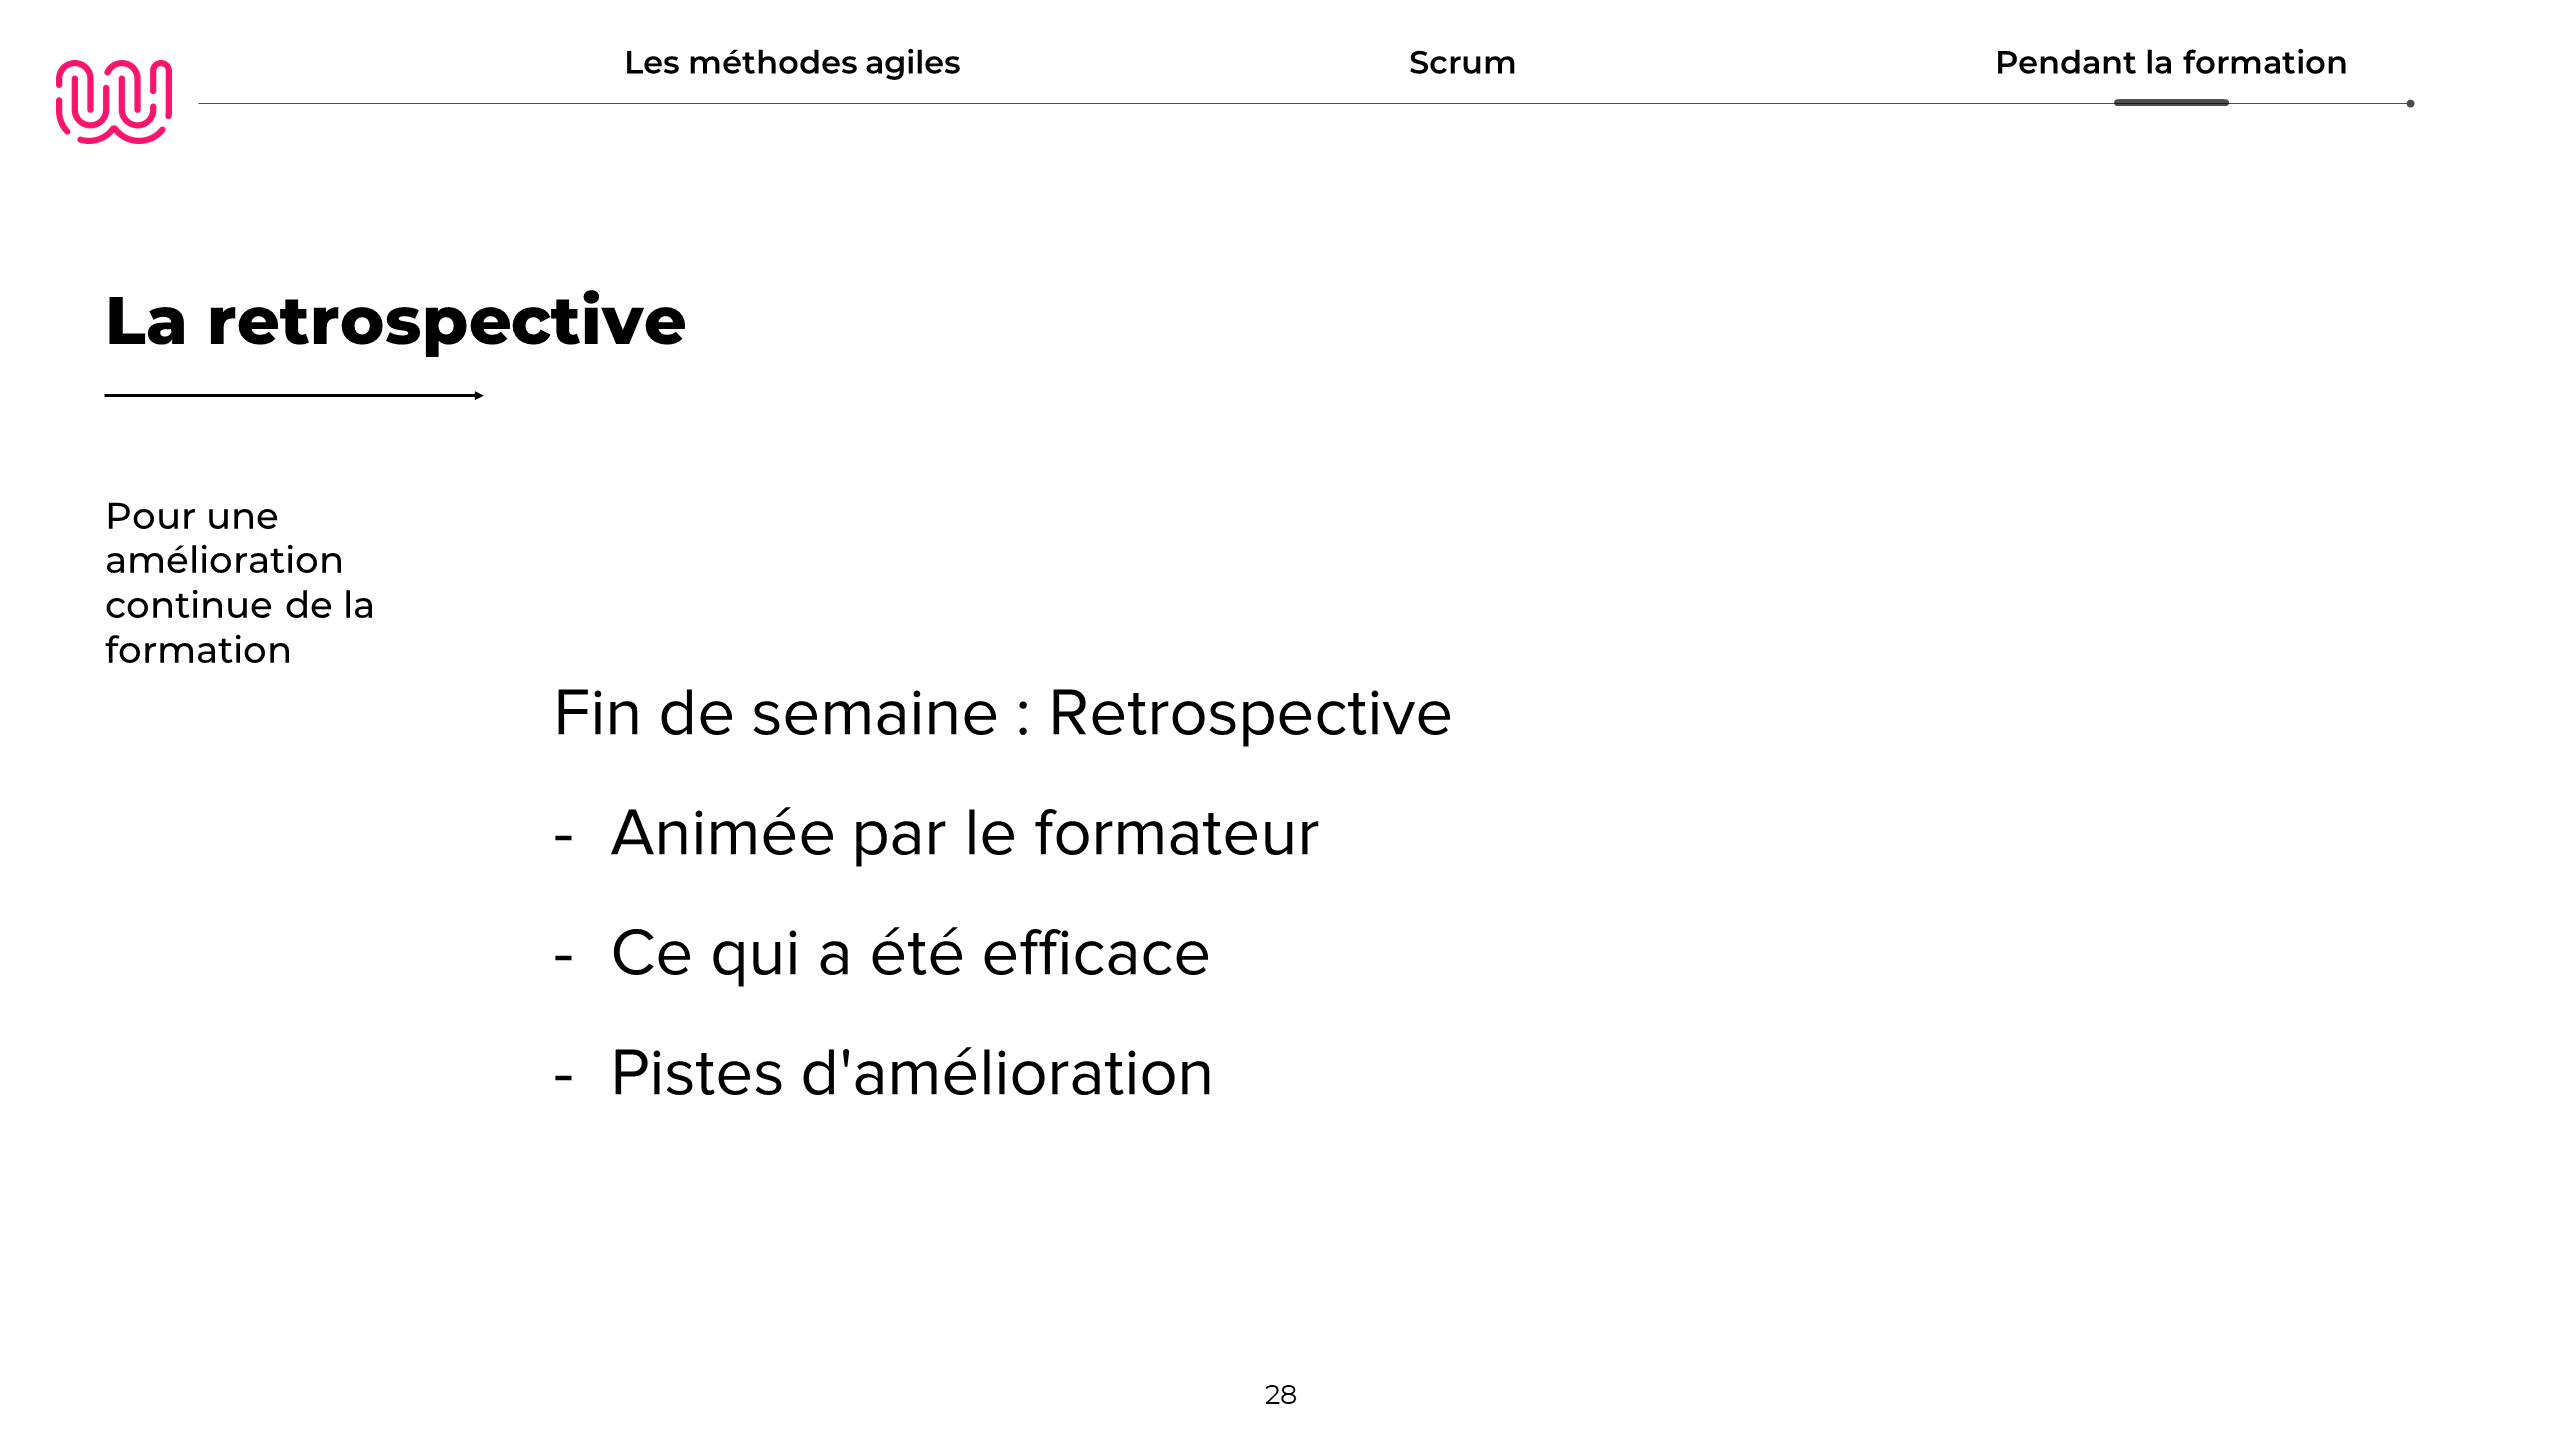 Les méthodes agiles
Scrum
Pendant la formation
La retrospective
Pour une
amélioration
continue de la
formation
Fin de semaine : Retrospective
- Animée par le formateur
- Ce qui a été efficace
- Pistes d'amélioration
28